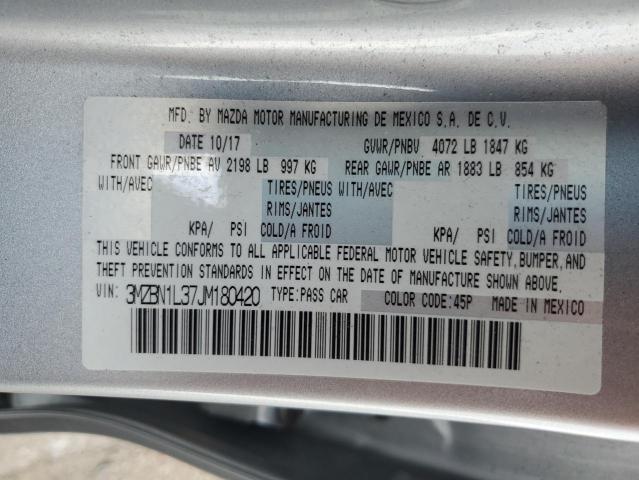 MFD. BY MAZDA MOTOR MANUFACTURING DE MEXICO S.A. DE C.V.
DATE 10/17 GVWR/PNBV 4072 LB 1847 KG
FRONT GAWR/PNBE AV 2198 LB 997 KG REAR GAWR/PNBE AR 1883 LB 854 KG
WITH/AVEC TIRES/PNEUS WITH/AVEC TIRES/PNEUS
RIMS/JANTES RIMS/JANTES
KPA/ PSI COLD/A FROID KPA/ PSI COLD/A FROID
THIS VEHICLE CONFORMS TO ALL APPLICABLE FEDERAL MOTOR VEHICLE SAFETY, BUMPER, AND
THEFT PREVENTION STANDARDS IN EFFECT ON THE DATE OF MANUFACTURE SHOWN ABOVE.
VIN: 3MZBN1L37JM180420 TYPE:PASS CAR COLOR CODE:45P MADE IN MEXICO